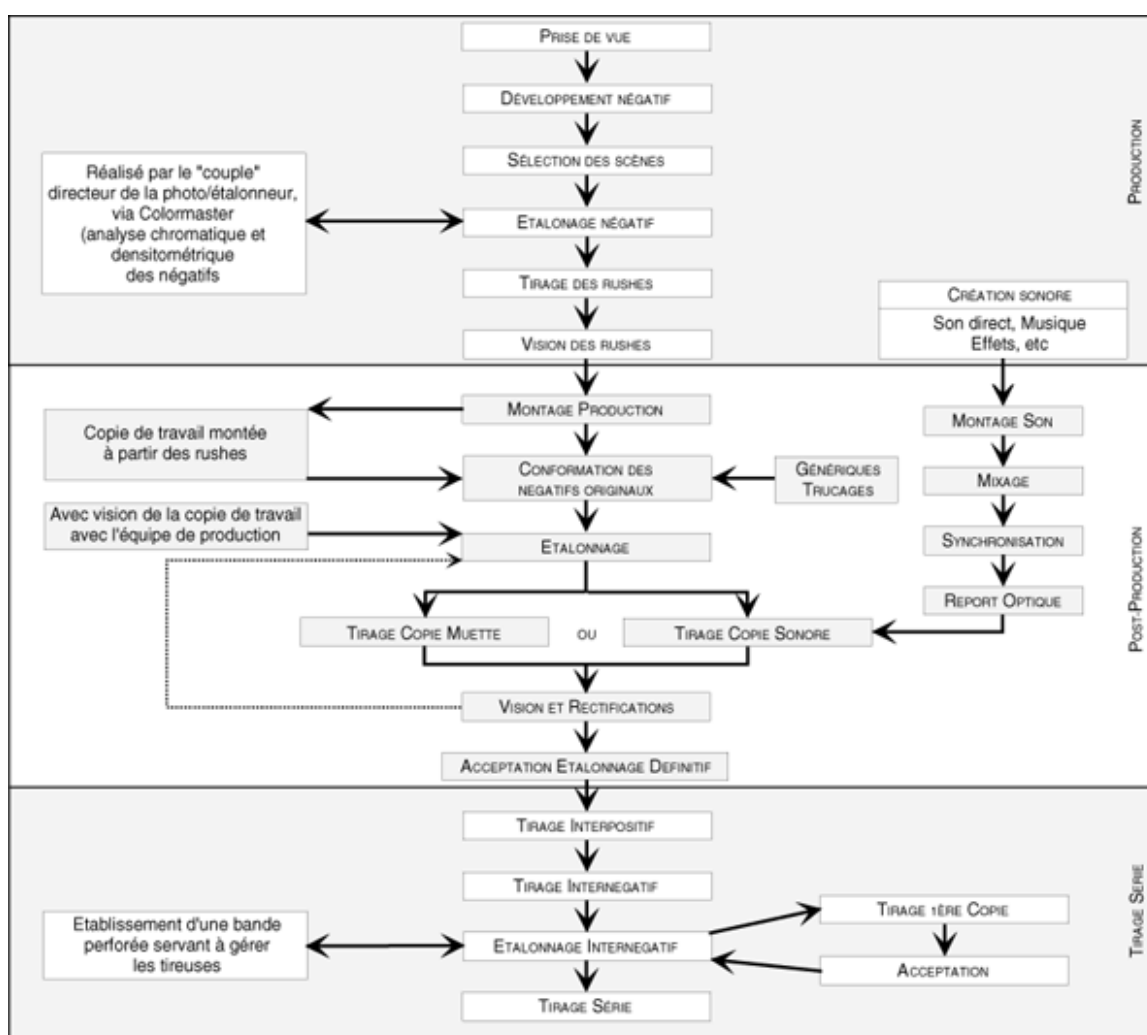 PRISE DE VUE
DÉVELOPPEMENT NÉGATIF
SÉLECTION DES SCÈNES
Réalisé par le "couple"
directeur de la photo/étalonneur,
via Colormaster
(analyse chromatique et
densitométrique
des négatifs
ETALONAGE NÉGATIF
TIRAGE DES RUSHES
VISION DES RUSHES
CRÉATION SONORE
Son direct, Musique
Effets, etc
PRODUCTION
MONTAGE PRODUCTION
Copie de travail montée
à partir des rushes
CONFORMATION DES
NEGATIFS ORIGINAUX
GÉNÉRIQUES
TRUCAGES
Avec vision de la copie de travail
avec l'équipe de production
ETALONNAGE
MONTAGE SON
MIXAGE
SYNCHRONISATION
REPORT OPTIQUE
TIRAGE COPIE MUETTE
OU
TIRAGE COPIE SONORE
VISION ET RECTIFICATIONS
ACCEPTATION ETALONNAGE DEFINITIF
POST-PRODUCTION
TIRAGE INTERPOSITIF
TIRAGE INTERNEGATIF
Etablissement d'une bande
perforée servant à gérer
les tireuses
ETALONNAGE INTERNEGATIF
TIRAGE 1ÈRE COPIE
ACCEPTATION
TIRAGE SÉRIE
TIRAGE SERIE